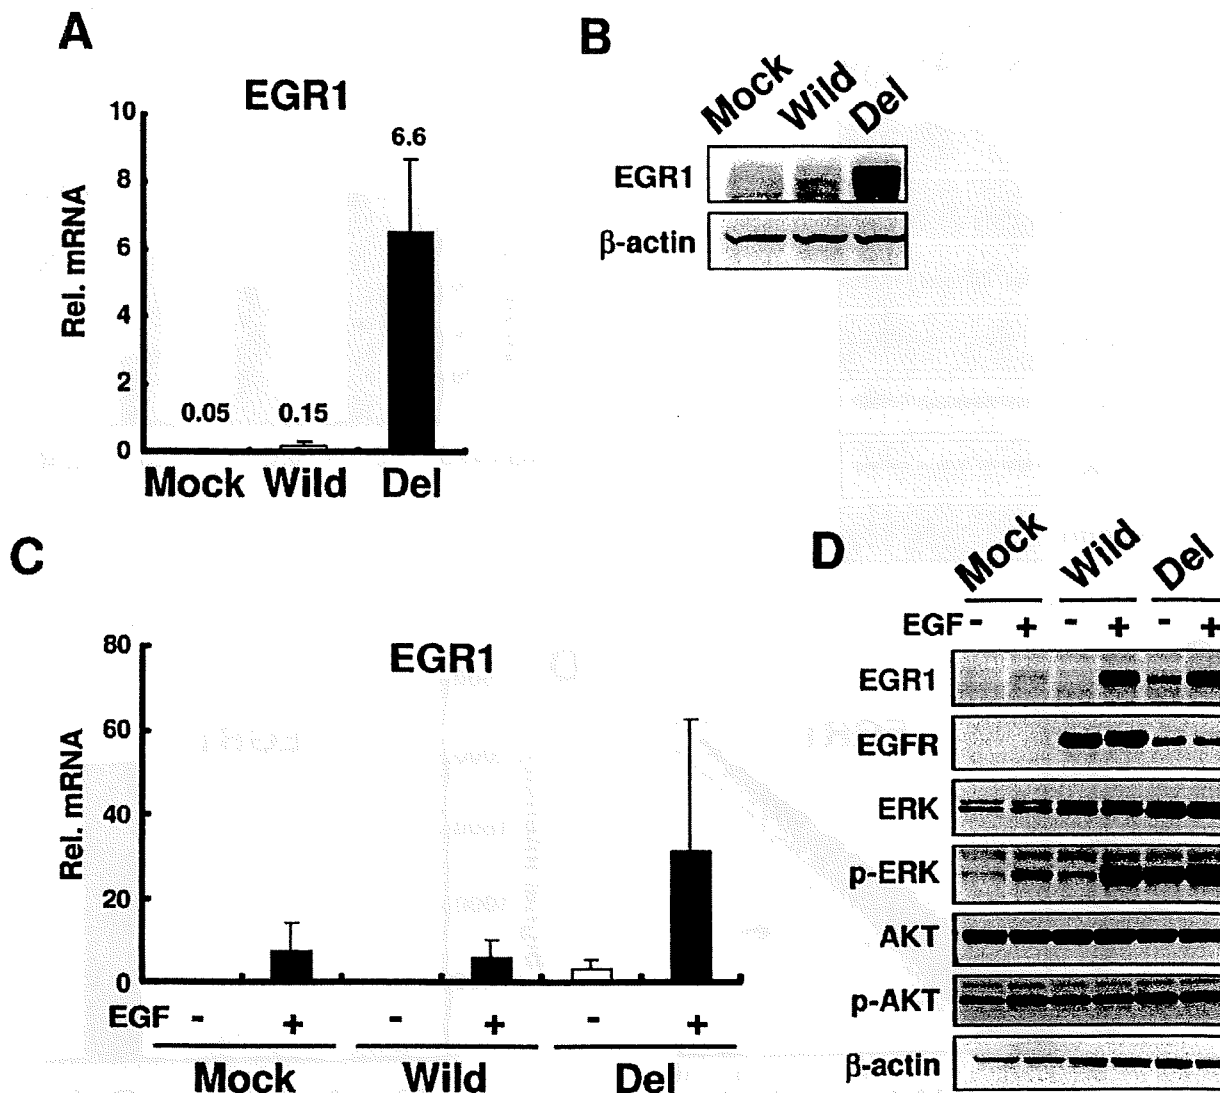 A
EGR1
Rel. mRNA
10
8
6
4
2
0
0.05
0.15
6.6
Mock Wild Del
B
Mock Wild Del
EGR1
β-actin
C
EGR1
Rel. mRNA
80
60
40
20
0
EGF - + - + - +
Mock Wild Del
D
Mock Wild Del
EGF - + - + - +
EGR1
EGFR
ERK
p-ERK
AKT
p-AKT
β-actin